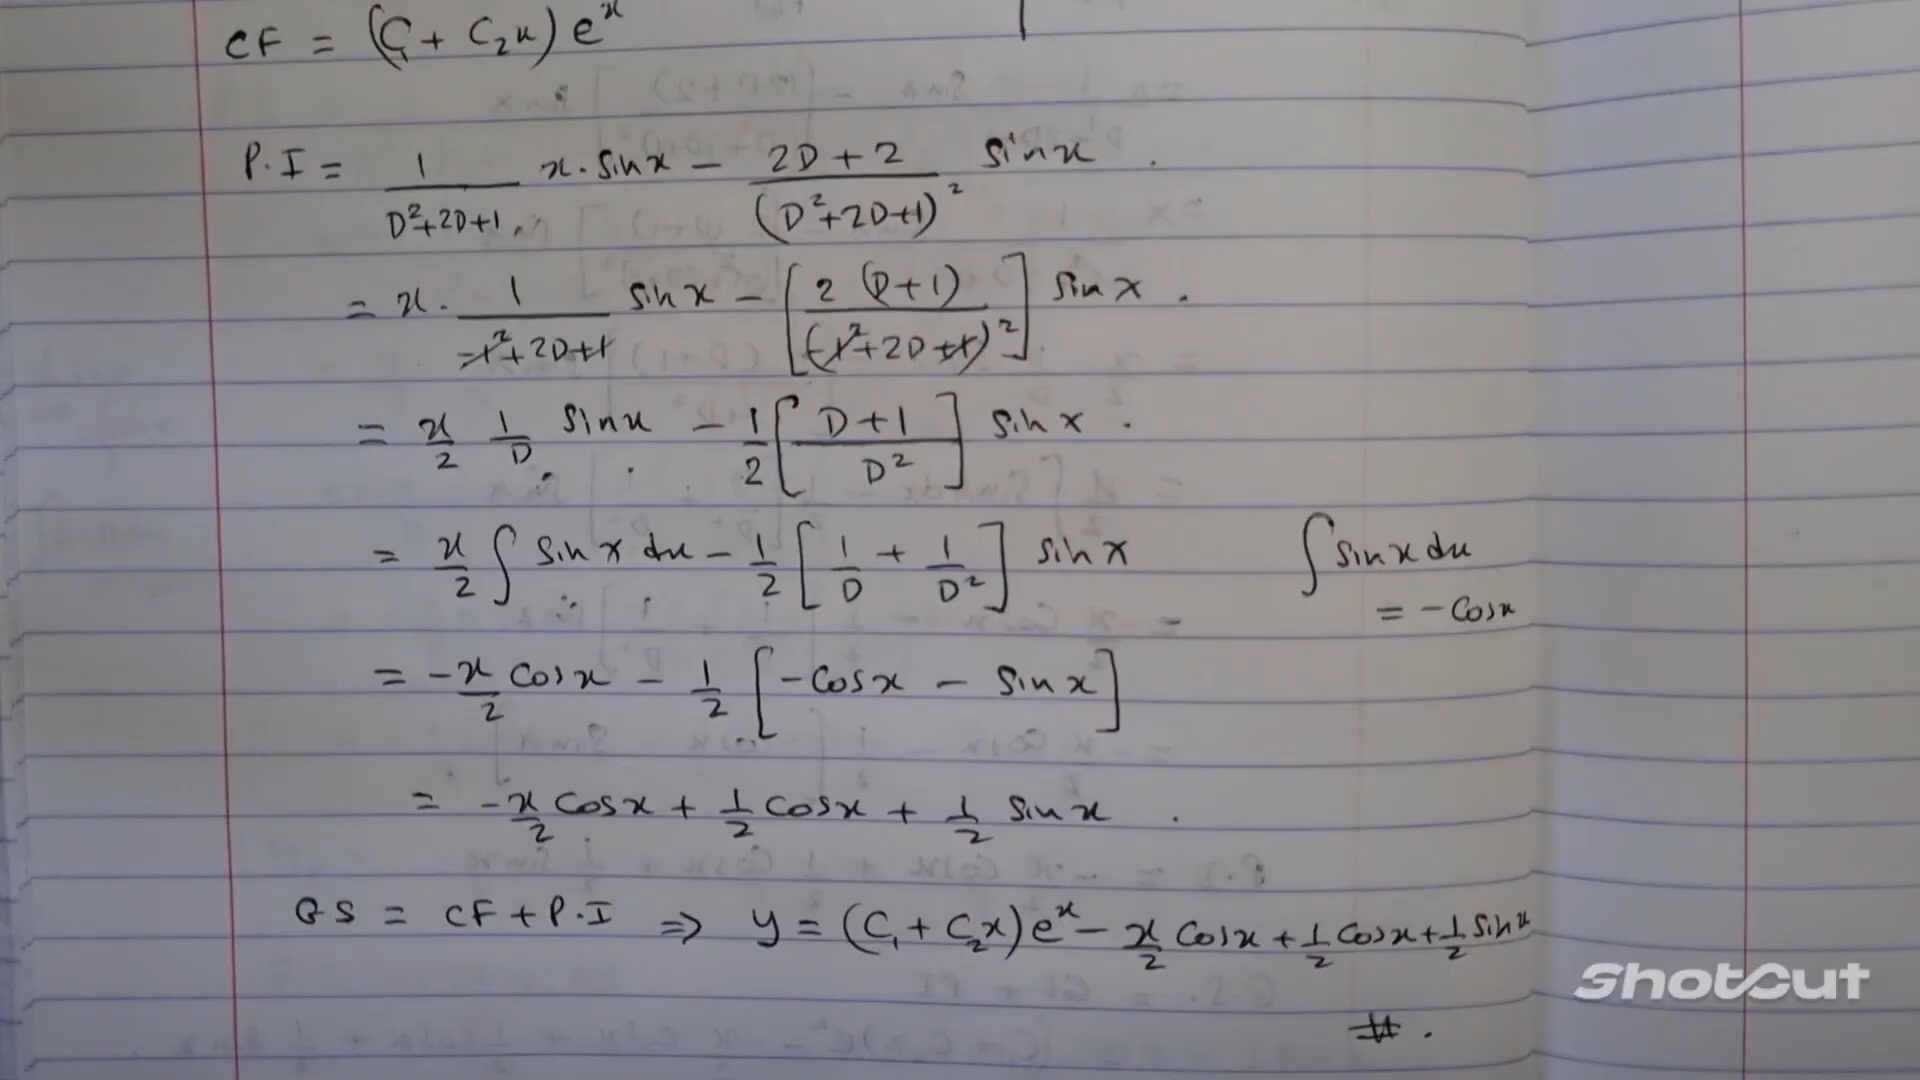 CF = (C₁ + C₂x) eˣ
P.I = 1/(D²+2D+1) x. sinx - (2D+2)/(D²+2D+1)² sinx .
= x. 1/(-1²+2D+1) sinx - [2(D+1)/(-1²+2D+1)²] sinx .
= x/2 1/D sinx - 1/2 [(D+1)/D²] sinx .
= x/2 ∫ sinx dx - 1/2 [1/D + 1/D²] sinx
∫ sinx dx
= -Cosx
= -x/2 Cosx - 1/2 [-Cosx - sinx]
= -x/2 Cosx + 1/2 Cosx + 1/2 sinx .
GS = CF + P.I ⇒ y = (C₁ + C₂x)eˣ - x/2 Cosx + 1/2 Cosx + 1/2 sinx
#.
SHOTCUT